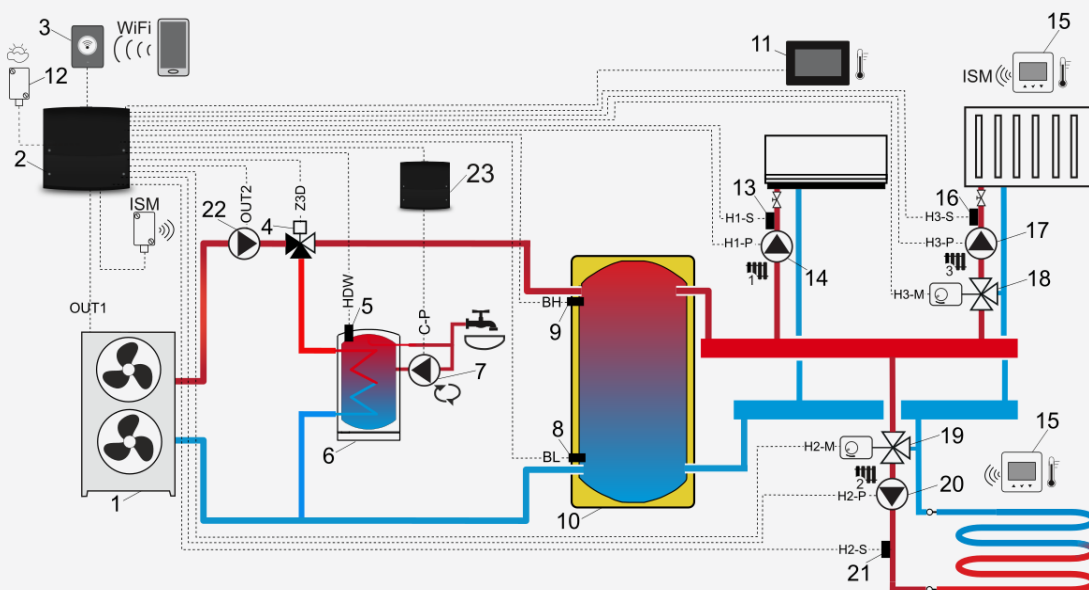 3
WiFi
15
11
12
ISM
2
ISM
23
OUT2
Z3D
22
4
13
H1-S
H1-P
1
14
16
H3-S
H3-P
3
17
H3-M
18
OUT1
HDW
5
C-P
7
6
BH
9
8
BL
10
1
H2-M
19
15
2
H2-P
20
H2-S
21